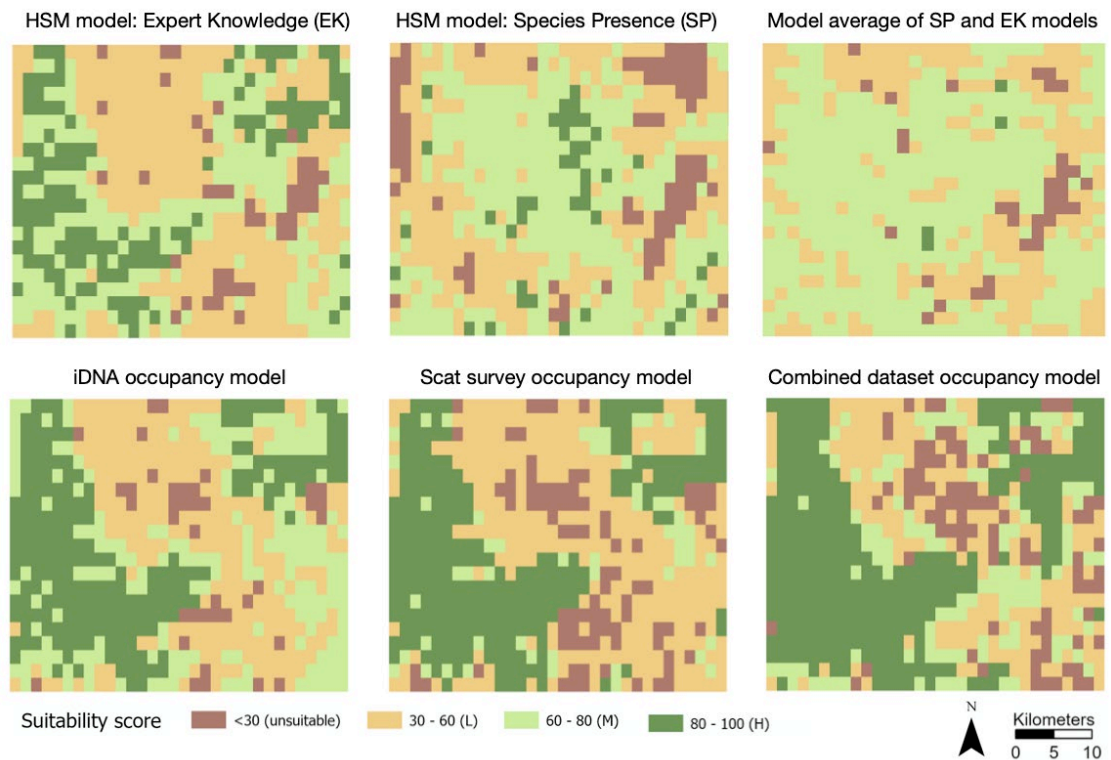 HSM model: Expert Knowledge (EK)
HSM model: Species Presence (SP)
Model average of SP and EK models
iDNA occupancy model
Scat survey occupancy model
Combined dataset occupancy model
Suitability score
<30 (unsuitable)
30 - 60 (L)
60 - 80 (M)
80 - 100 (H)
N
Kilometers
0 5 10